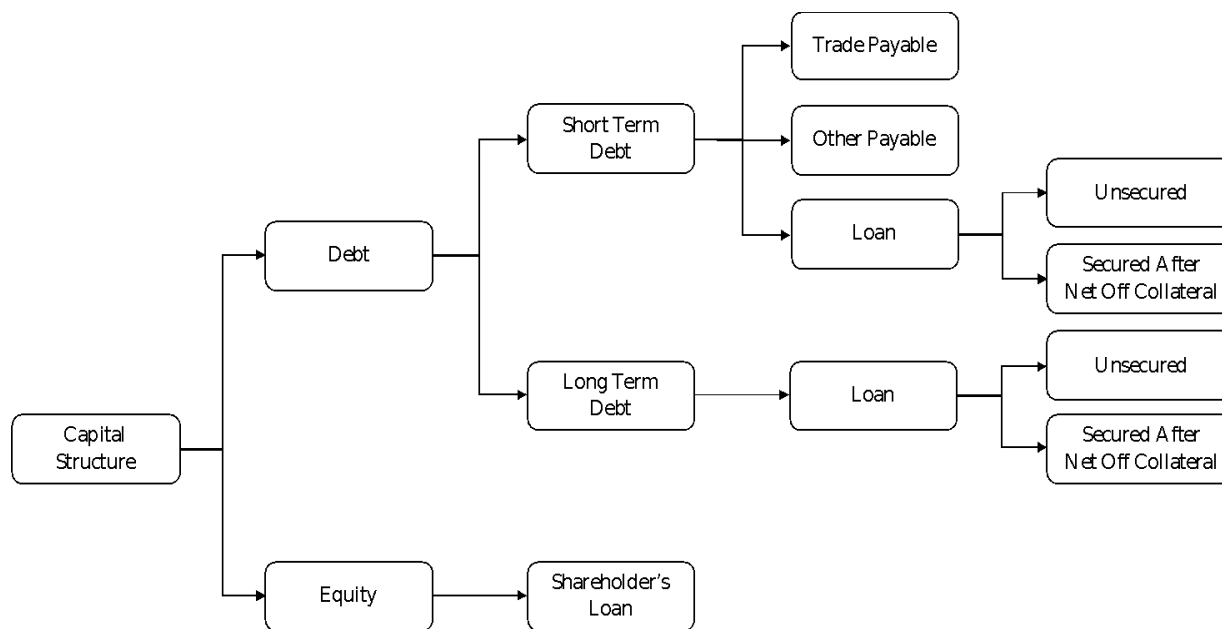 Trade Payable
Short Term
Debt
Other Payable
Unsecured
Loan
Debt
Secured After
Net Off Collateral
Unsecured
Long Term
Debt
Loan
Capital
Structure
Secured After
Net Off Collateral
Equity
Shareholder's
Loan